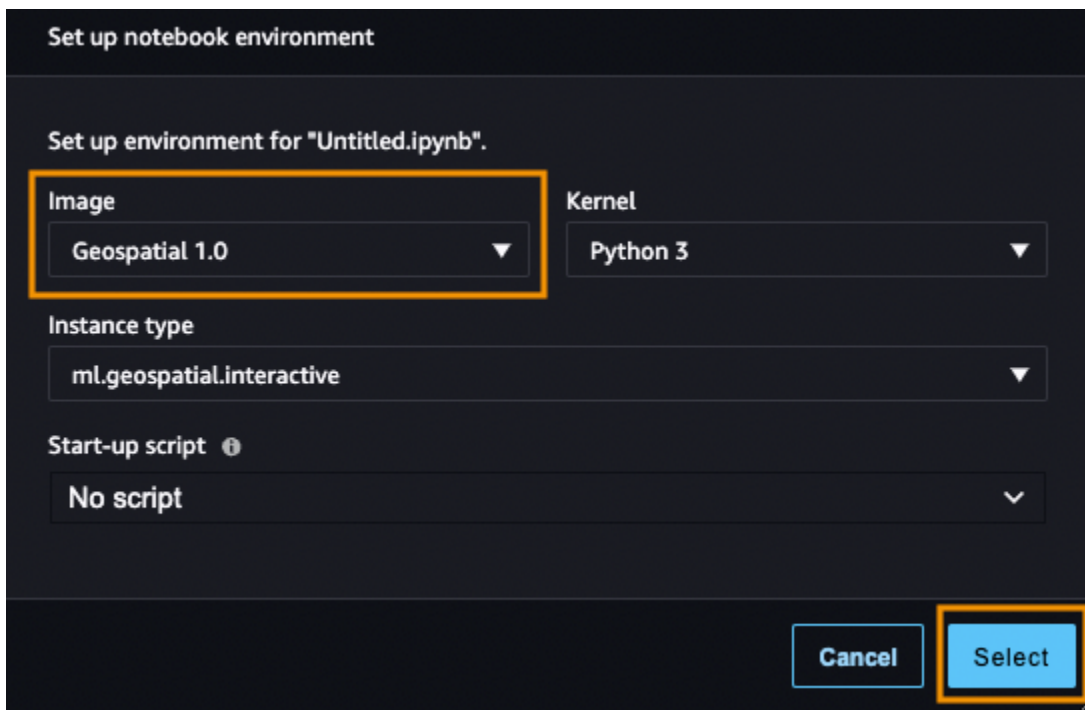 Set up notebook environment
Set up environment for "Untitled.ipynb".
Image
Kernel
Geospatial 1.0
Python 3
Instance type
ml.geospatial.interactive
Start-up script
No script
Cancel
Select